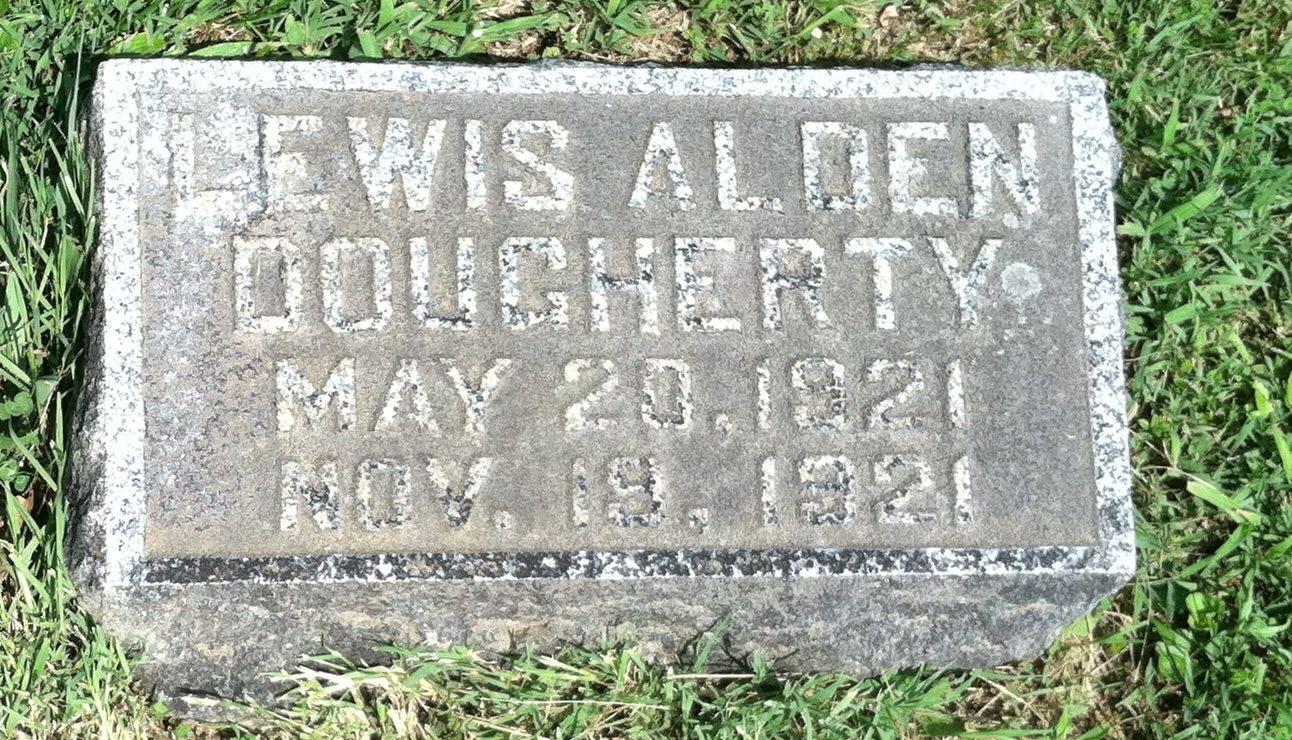 LEWIS ALDEN
DOUGHERTY
MAY 20, 1921
NOV. 19, 1921